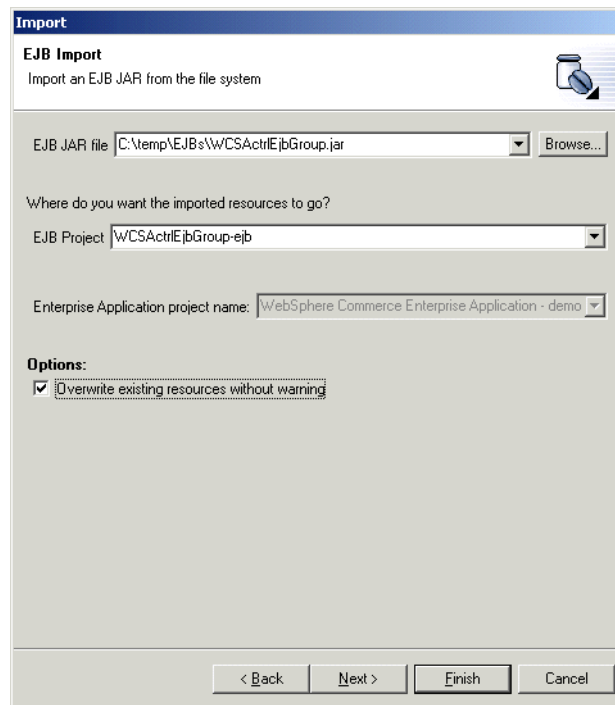 Import
EJB Import
Import an EJB JAR from the file system
EJB JAR file C:\temp\EJBs\WCSActrlEjbGroup.jar Browse...
Where do you want the imported resources to go?
EJB Project WCSActrlEjbGroup-ejb
Enterprise Application project name: WebSphere Commerce Enterprise Application - demo
Options:
Overwrite existing resources without warning
< Back Next > Finish Cancel